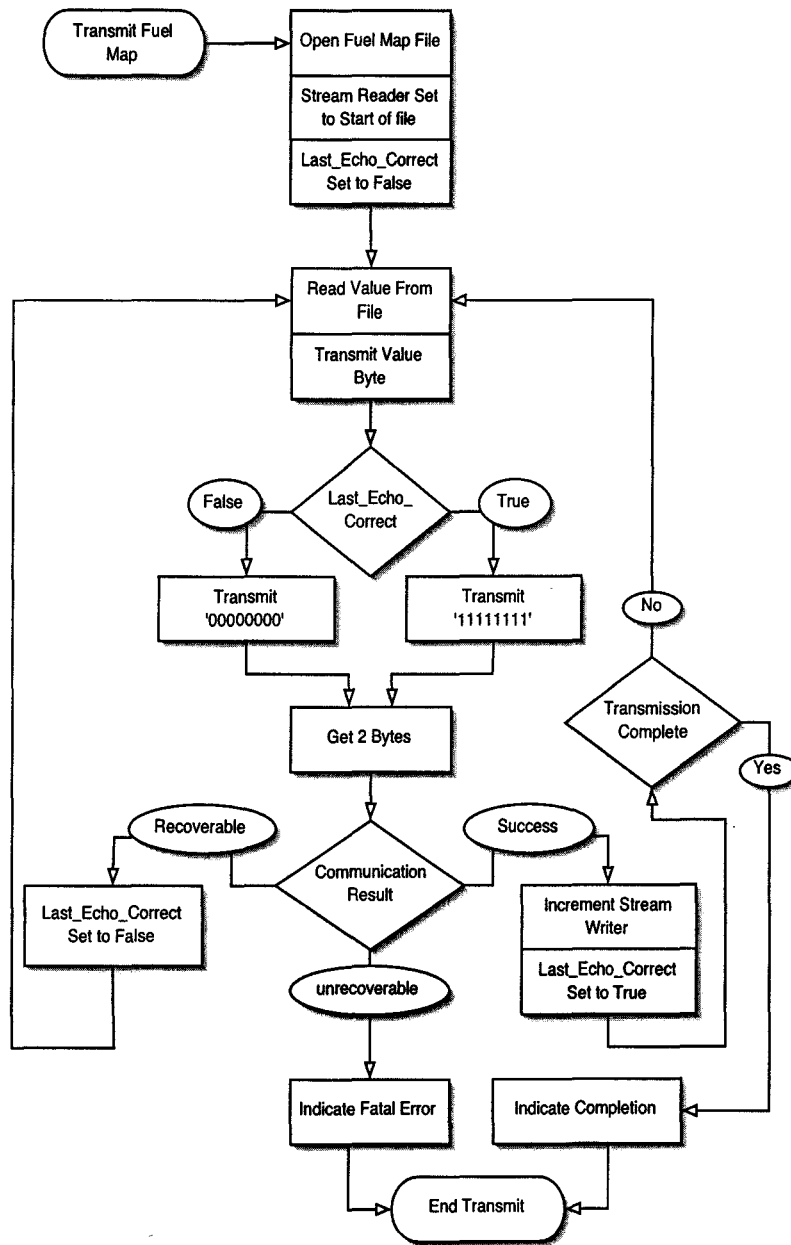 Transmit Fuel
Map
Open Fuel Map File
Stream Reader Set
to Start of file
Last_Echo_Correct
Set to False
Read Value From
File
Transmit Value
Byte
Last_Echo_
Correct
False
True
Transmit
'00000000'
Transmit
'11111111'
No
Get 2 Bytes
Transmission
Complete
Yes
Recoverable
Success
Communication
Result
Last_Echo_Correct
Set to False
Increment Stream
Writer
Last_Echo_Correct
Set to True
unrecoverable
Indicate Fatal Error
Indicate Completion
End Transmit